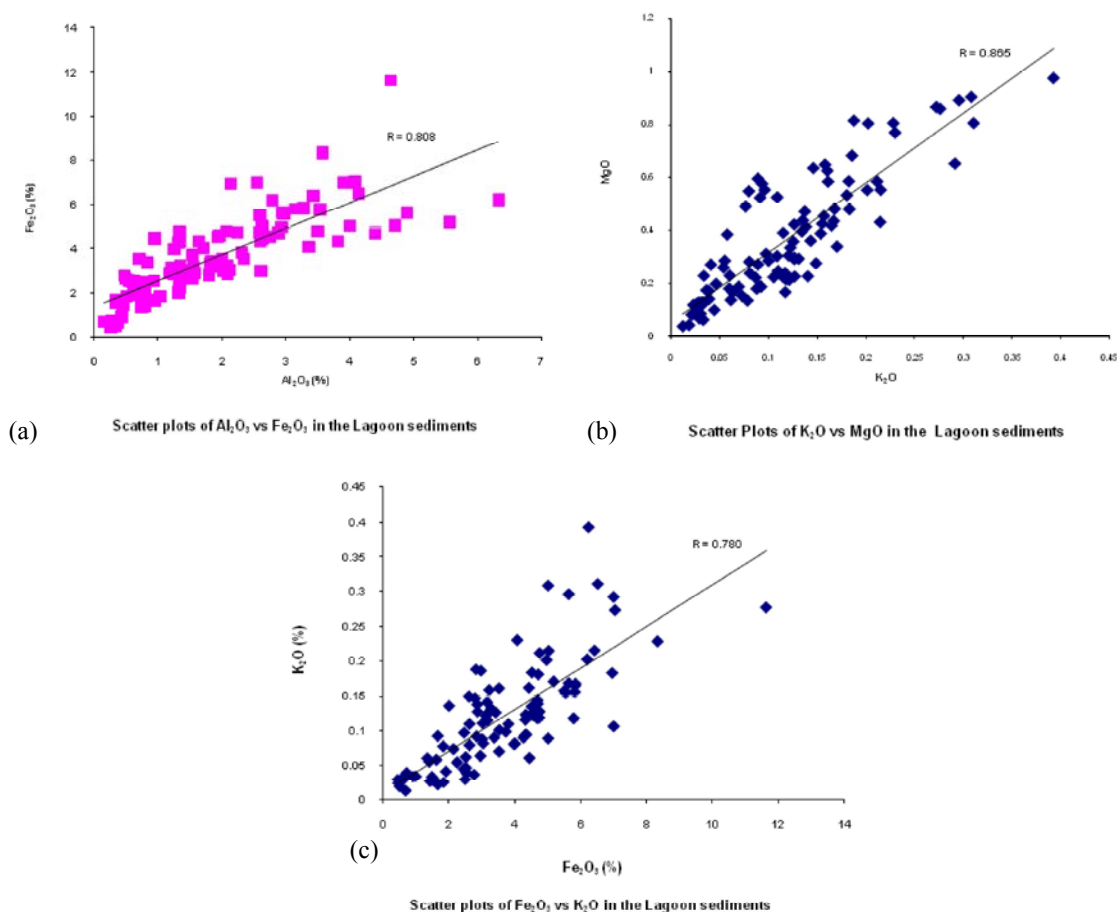 14
12
10
8
6
4
2
0
Fe₂O₃ (%)
R = 0.808
0 1 2 3 4 5 6 7
Al₂O₃ (%)
(a)
Scatter plots of Al₂O₃ vs Fe₂O₃ in the Lagoon sediments
1.2
1
0.8
0.6
0.4
0.2
0
MgO
R = 0.865
0 0.05 0.1 0.15 0.2 0.25 0.3 0.35 0.4 0.45
K₂O
(b)
Scatter Plots of K₂O vs MgO in the Lagoon sediments
0.45
0.4
0.35
0.3
0.25
0.2
0.15
0.1
0.05
0
K₂O (%)
R = 0.780
0 2 4 6 8 10 12 14
(c)
Fe₂O₃ (%)
Scatter plots of Fe₂O₃ vs K₂O in the Lagoon sediments